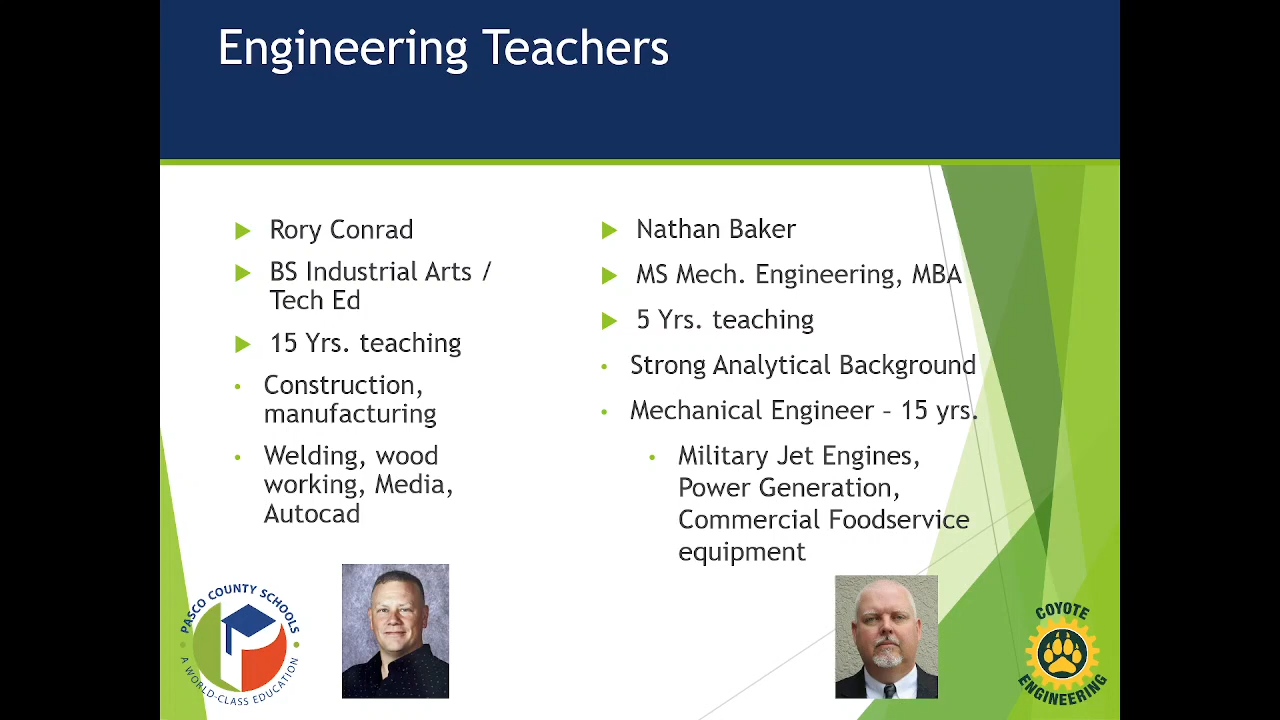 Engineering Teachers
Rory Conrad
BS Industrial Arts /
Tech Ed
15 Yrs. teaching
Construction,
manufacturing
Welding, wood
working, Media,
Autocad
Nathan Baker
MS Mech. Engineering, MBA
5 Yrs. teaching
Strong Analytical Background
Mechanical Engineer – 15 yrs.
Military Jet Engines,
Power Generation,
Commercial Foodservice
equipment
PASCO COUNTY SCHOOLS
A WORLD-CLASS EDUCATION
COYOTE
ENGINEERING